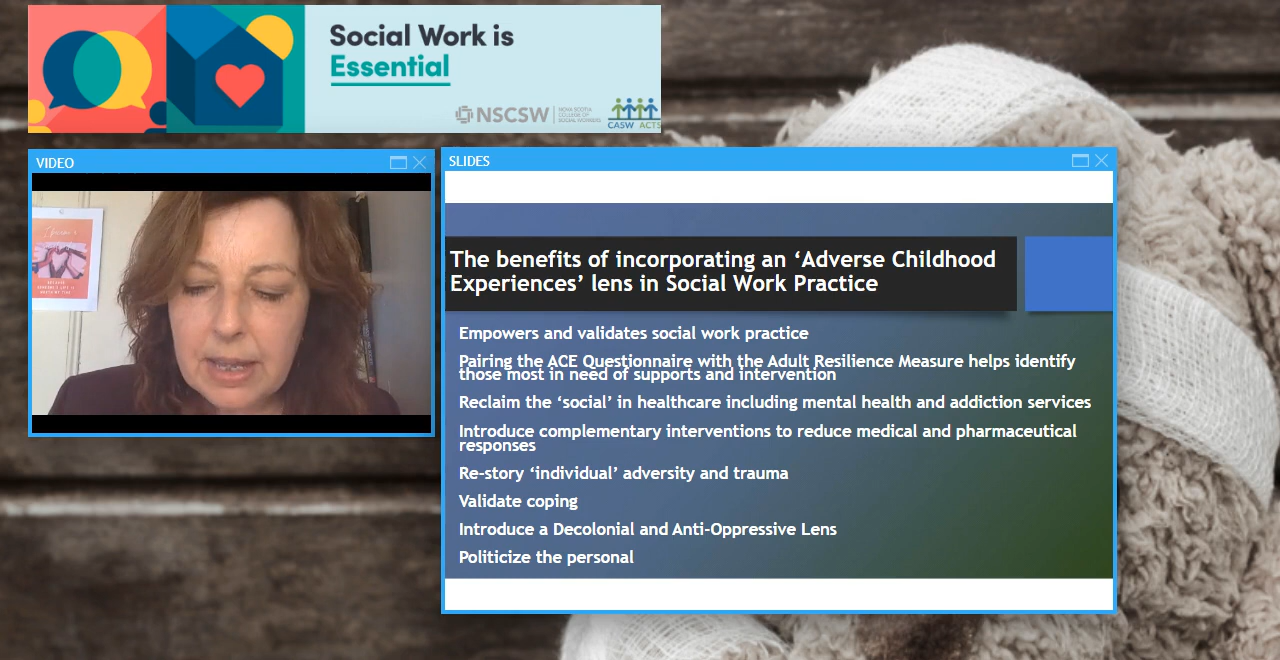 Social Work is
Essential
NSCSW
NOVA SCOTIA
COLLEGE OF
SOCIAL WORKERS
CASW ACTS
VIDEO
SLIDES
The benefits of incorporating an ‘Adverse Childhood
Experiences’ lens in Social Work Practice
Empowers and validates social work practice
Pairing the ACE Questionnaire with the Adult Resilience Measure helps identify
those most in need of supports and intervention
Reclaim the ‘social’ in healthcare including mental health and addiction services
Introduce complementary interventions to reduce medical and pharmaceutical
responses
Re-story ‘individual’ adversity and trauma
Validate coping
Introduce a Decolonial and Anti-Oppressive Lens
Politicize the personal